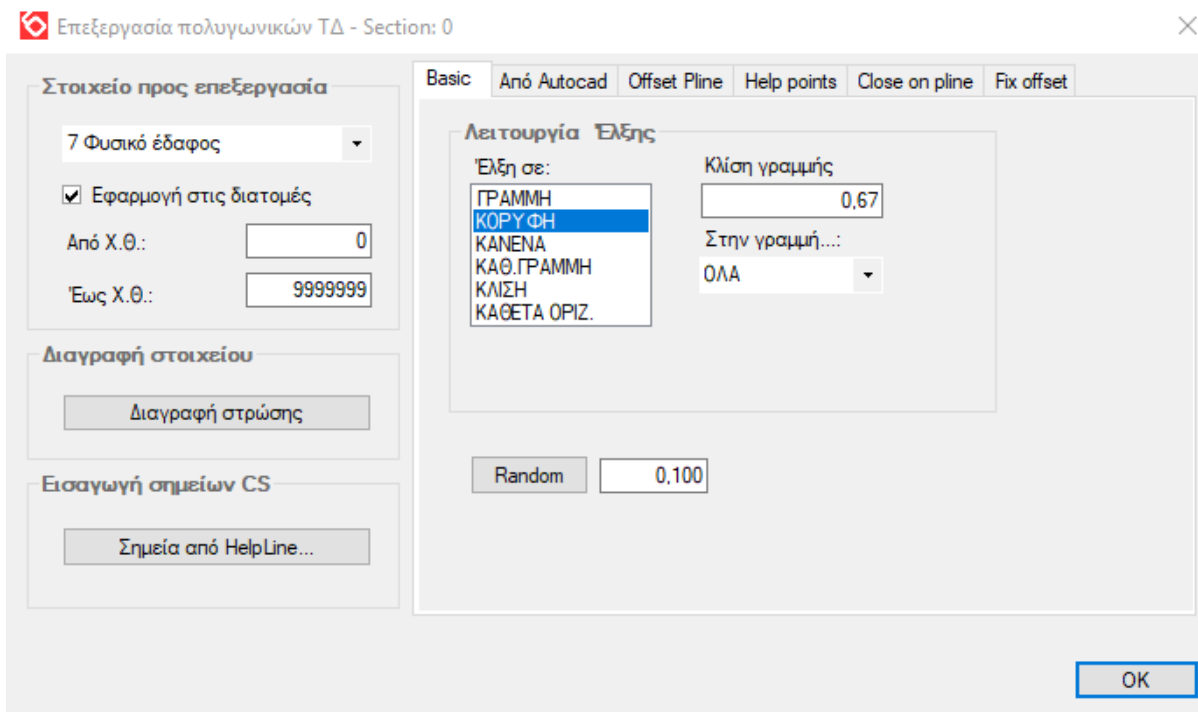 Επεξεργασία πολυγωνικών ΤΔ - Section: 0
Στοιχείο προς επεξεργασία
7 Φυσικό έδαφος
Εφαρμογή στις διατομές
Από Χ.Θ.: 0
Έως Χ.Θ.: 9999999
Διαγραφή στοιχείου
Διαγραφή στρώσης
Εισαγωγή σημείων CS
Σημεία από HelpLine...
Basic Από Autocad Offset Pline Help points Close on pline Fix offset
Λειτουργία Έλξης
Έλξη σε:
ΓΡΑΜΜΗ
ΚΟΡΥΦΗ
ΚΑΝΕΝΑ
ΚΑΘ.ΓΡΑΜΜΗ
ΚΛΙΣΗ
ΚΑΘΕΤΑ ΟΡΙΖ.
Κλίση γραμμής
0,67
Στην γραμμή...:
ΟΛΑ
Random 0,100
OK